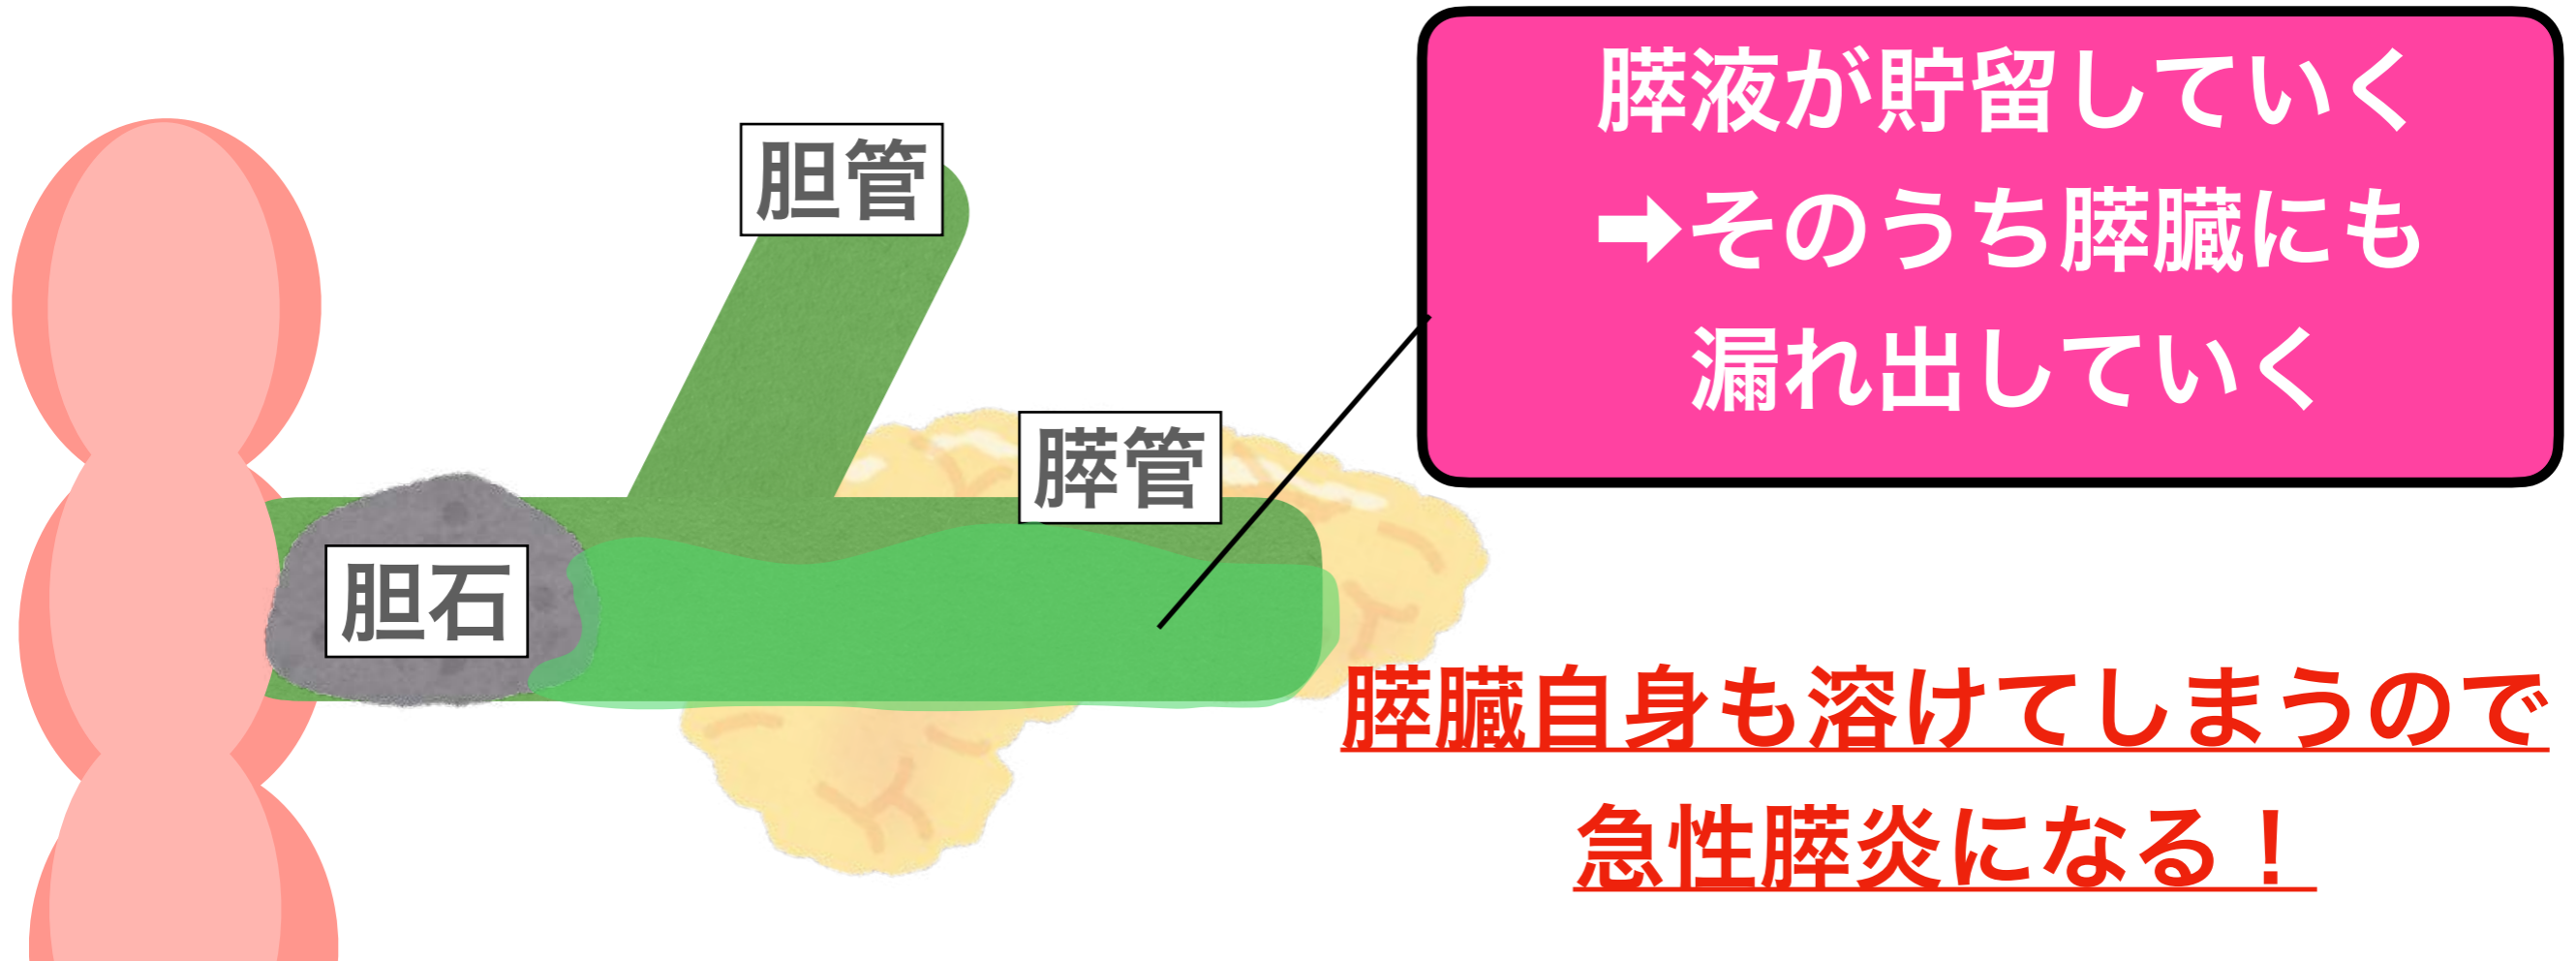 膵液が貯留していく
➡そのうち膵臓にも
漏れ出していく
胆管
膵管
胆石
膵臓自身も溶けてしまうので
急性膵炎になる！